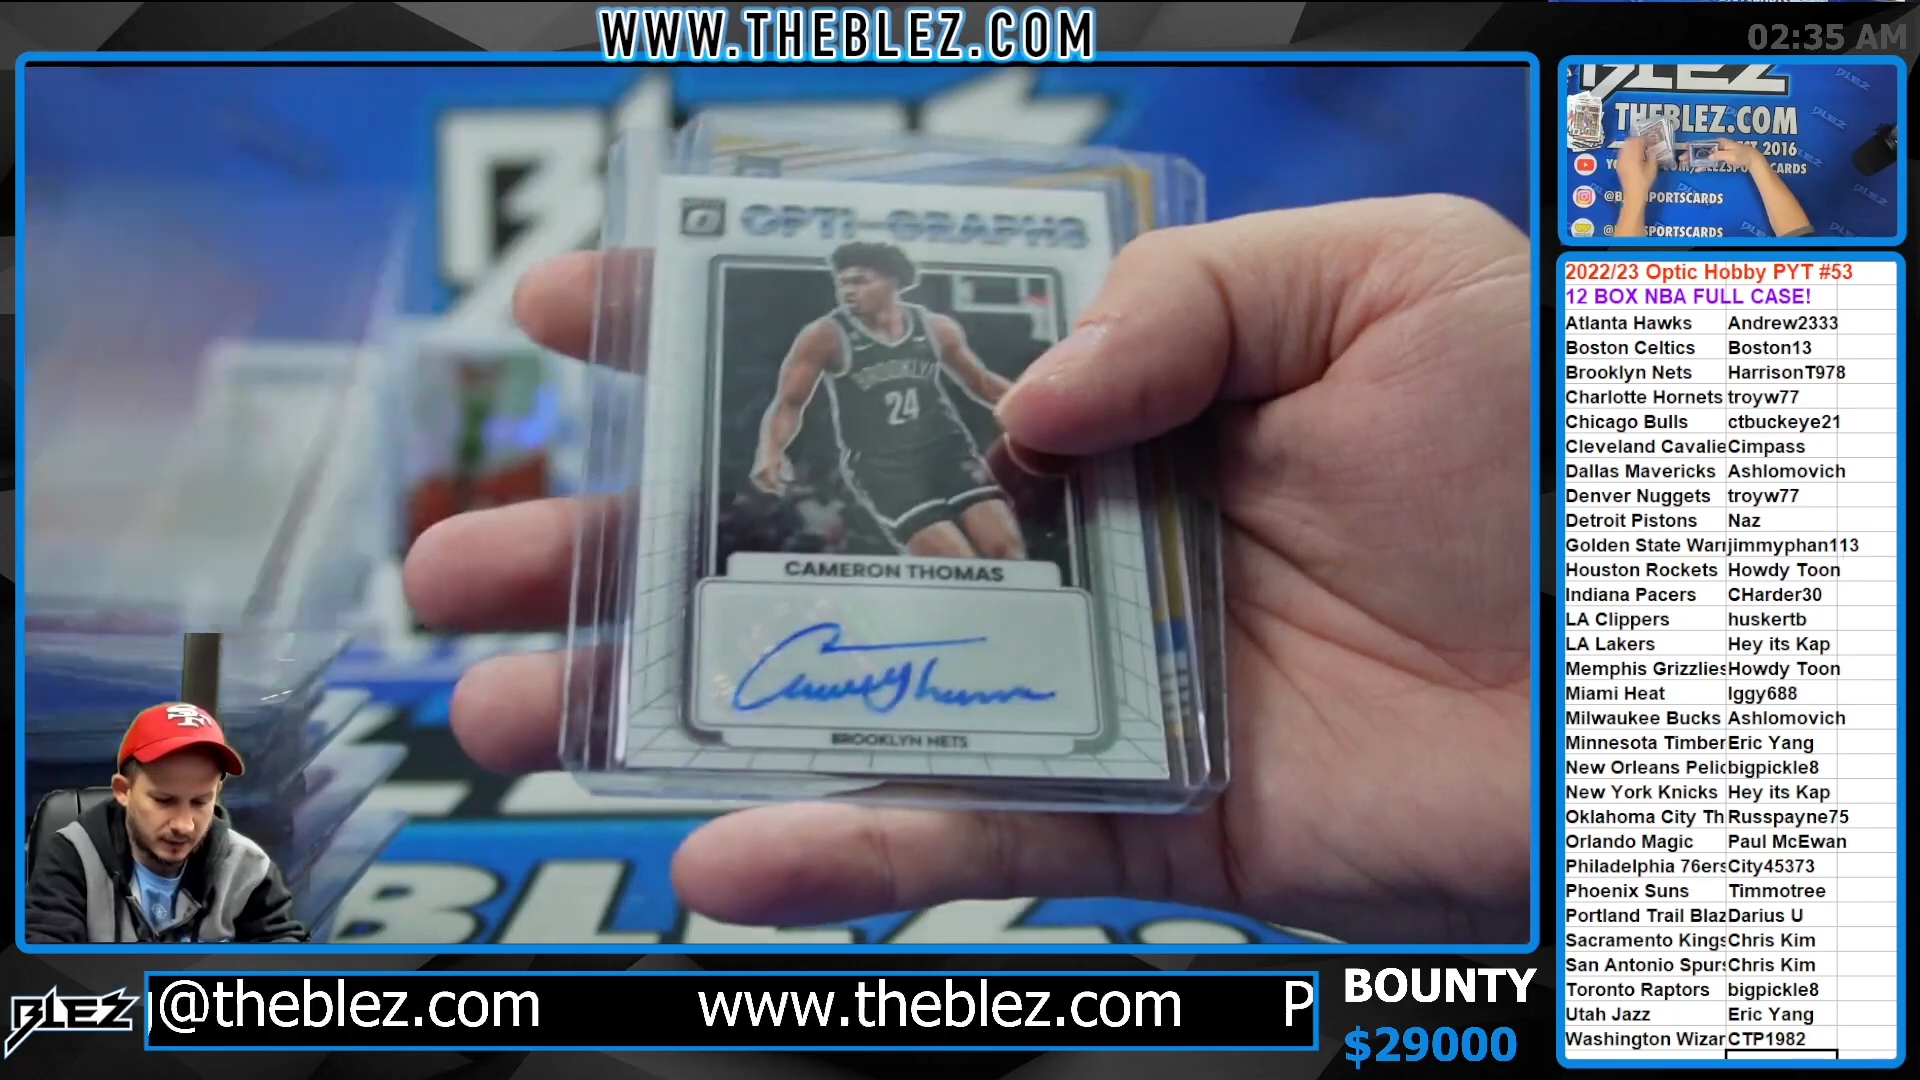 WWW.THEBLEZ.COM
02:35 AM
BLEZ
THEBLEZ.COM
2016
@B
SPORTSCARDS
OPTI-GRAPHS
BROOKLYN
24
CAMERON THOMAS
BROOKLYN NETS
2022/23 Optic Hobby PYT #53
12 BOX NBA FULL CASE!
Atlanta Hawks Andrew2333
Boston Celtics Boston13
Brooklyn Nets HarrisonT978
Charlotte Hornets troyw77
Chicago Bulls ctbuckeye21
Cleveland Cavalie Cimpass
Dallas Mavericks Ashlomovich
Denver Nuggets troyw77
Detroit Pistons Naz
Golden State Warr jimmyphan113
Houston Rockets Howdy Toon
Indiana Pacers CHarder30
LA Clippers huskertb
LA Lakers Hey its Kap
Memphis Grizzlies Howdy Toon
Miami Heat Iggy688
Milwaukee Bucks Ashlomovich
Minnesota Timber Eric Yang
New Orleans Pelic bigpickle8
New York Knicks Hey its Kap
Oklahoma City Th Russpayne75
Orlando Magic Paul McEwan
Philadelphia 76ers City45373
Phoenix Suns Timmotree
Portland Trail Blaz Darius U
Sacramento Kings Chris Kim
San Antonio Spurs Chris Kim
Toronto Raptors bigpickle8
Utah Jazz Eric Yang
Washington Wizar CTP1982
BLEZ
@theblez.com www.theblez.com P
BOUNTY
$29000